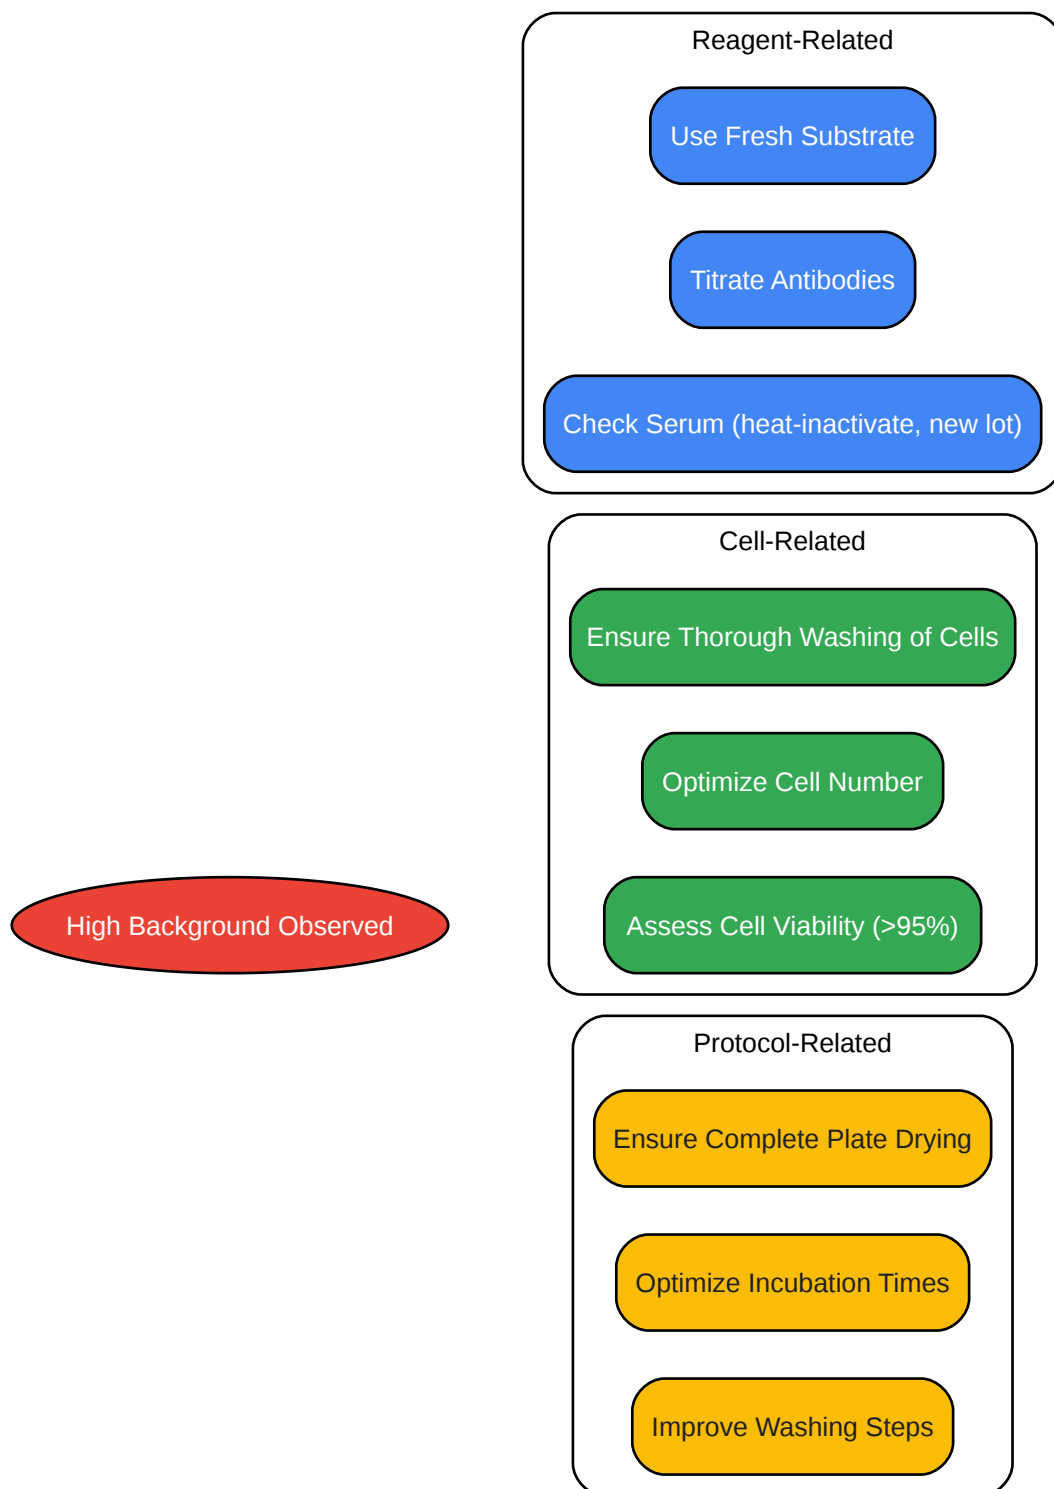 Reagent-Related
Use Fresh Substrate
Titrate Antibodies
Check Serum (heat-inactivate, new lot)
Cell-Related
Ensure Thorough Washing of Cells
Optimize Cell Number
High Background Observed
Assess Cell Viability (>95%)
Protocol-Related
Ensure Complete Plate Drying
Optimize Incubation Times
Improve Washing Steps